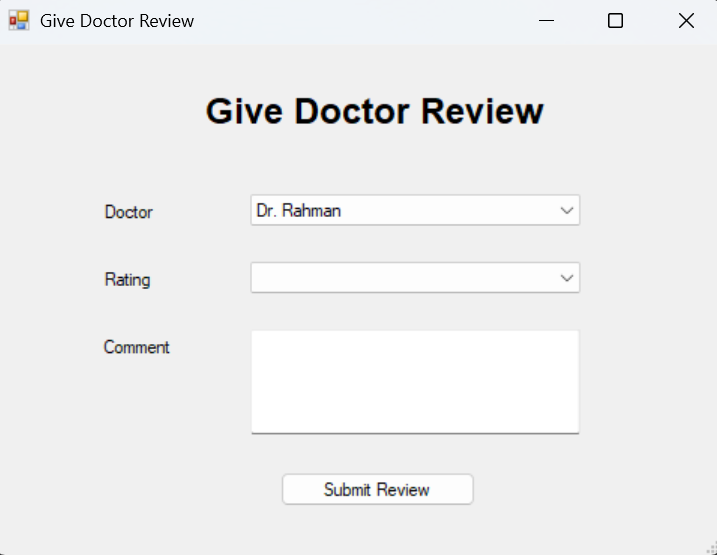 Give Doctor Review
Give Doctor Review
Doctor Dr. Rahman
Rating
Comment
Submit Review